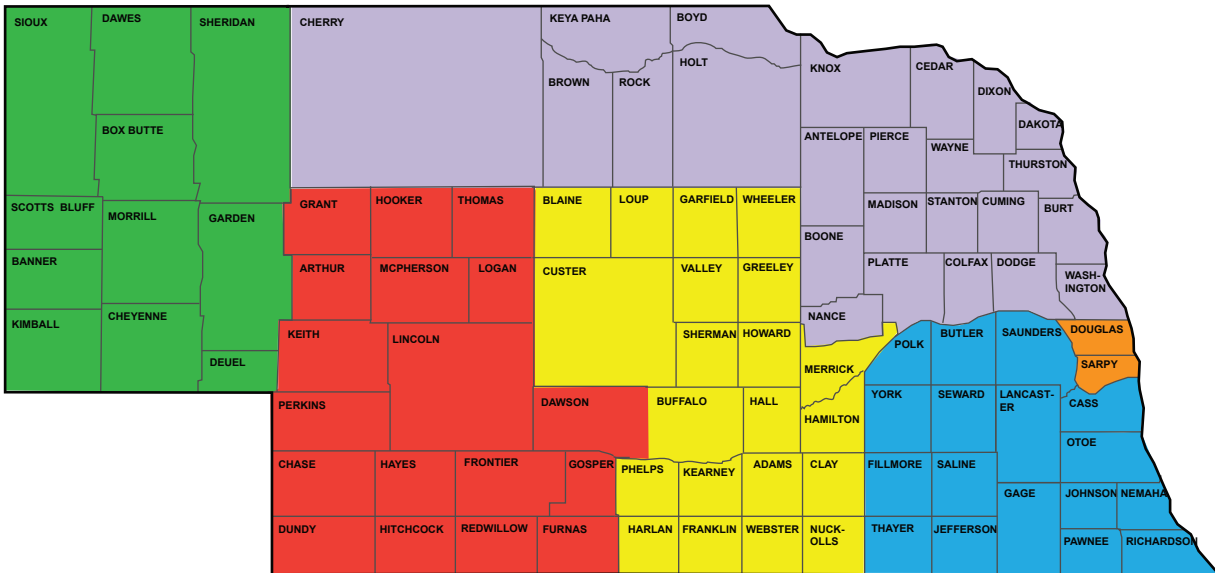 SIOUX
DAWES
SHERIDAN
CHERRY
KEYA PAHA
BOYD
HOLT
KNOX
CEDAR
DIXON
BROWN
ROCK
DAKOTA
BOX BUTTE
ANTELOPE
PIERCE
WAYNE
THURSTON
SCOTTS BLUFF
MORRILL
GARDEN
GRANT
HOOKER
THOMAS
BLAINE
LOUP
GARFIELD
WHEELER
MADISON
STANTON
CUMING
BURT
BOONE
BANNER
ARTHUR
MCPHERSON
LOGAN
CUSTER
VALLEY
GREELEY
PLATTE
COLFAX
DODGE
WASH-
INGTON
KIMBALL
CHEYENNE
NANCE
KEITH
LINCOLN
SHERMAN
HOWARD
POLK
BUTLER
SAUNDERS
DOUGLAS
DEUEL
MERRICK
SARPY
PERKINS
DAWSON
BUFFALO
HALL
HAMILTON
YORK
SEWARD
LANCAST-
ER
CASS
OTOE
CHASE
HAYES
FRONTIER
GOSPER
PHELPS
KEARNEY
ADAMS
CLAY
FILLMORE
SALINE
GAGE
JOHNSON
NEMAHA
DUNDY
HITCHCOCK
REDWILLOW
FURNAS
HARLAN
FRANKLIN
WEBSTER
NUCK-
OLLS
THAYER
JEFFERSON
PAWNEE
RICHARDSON